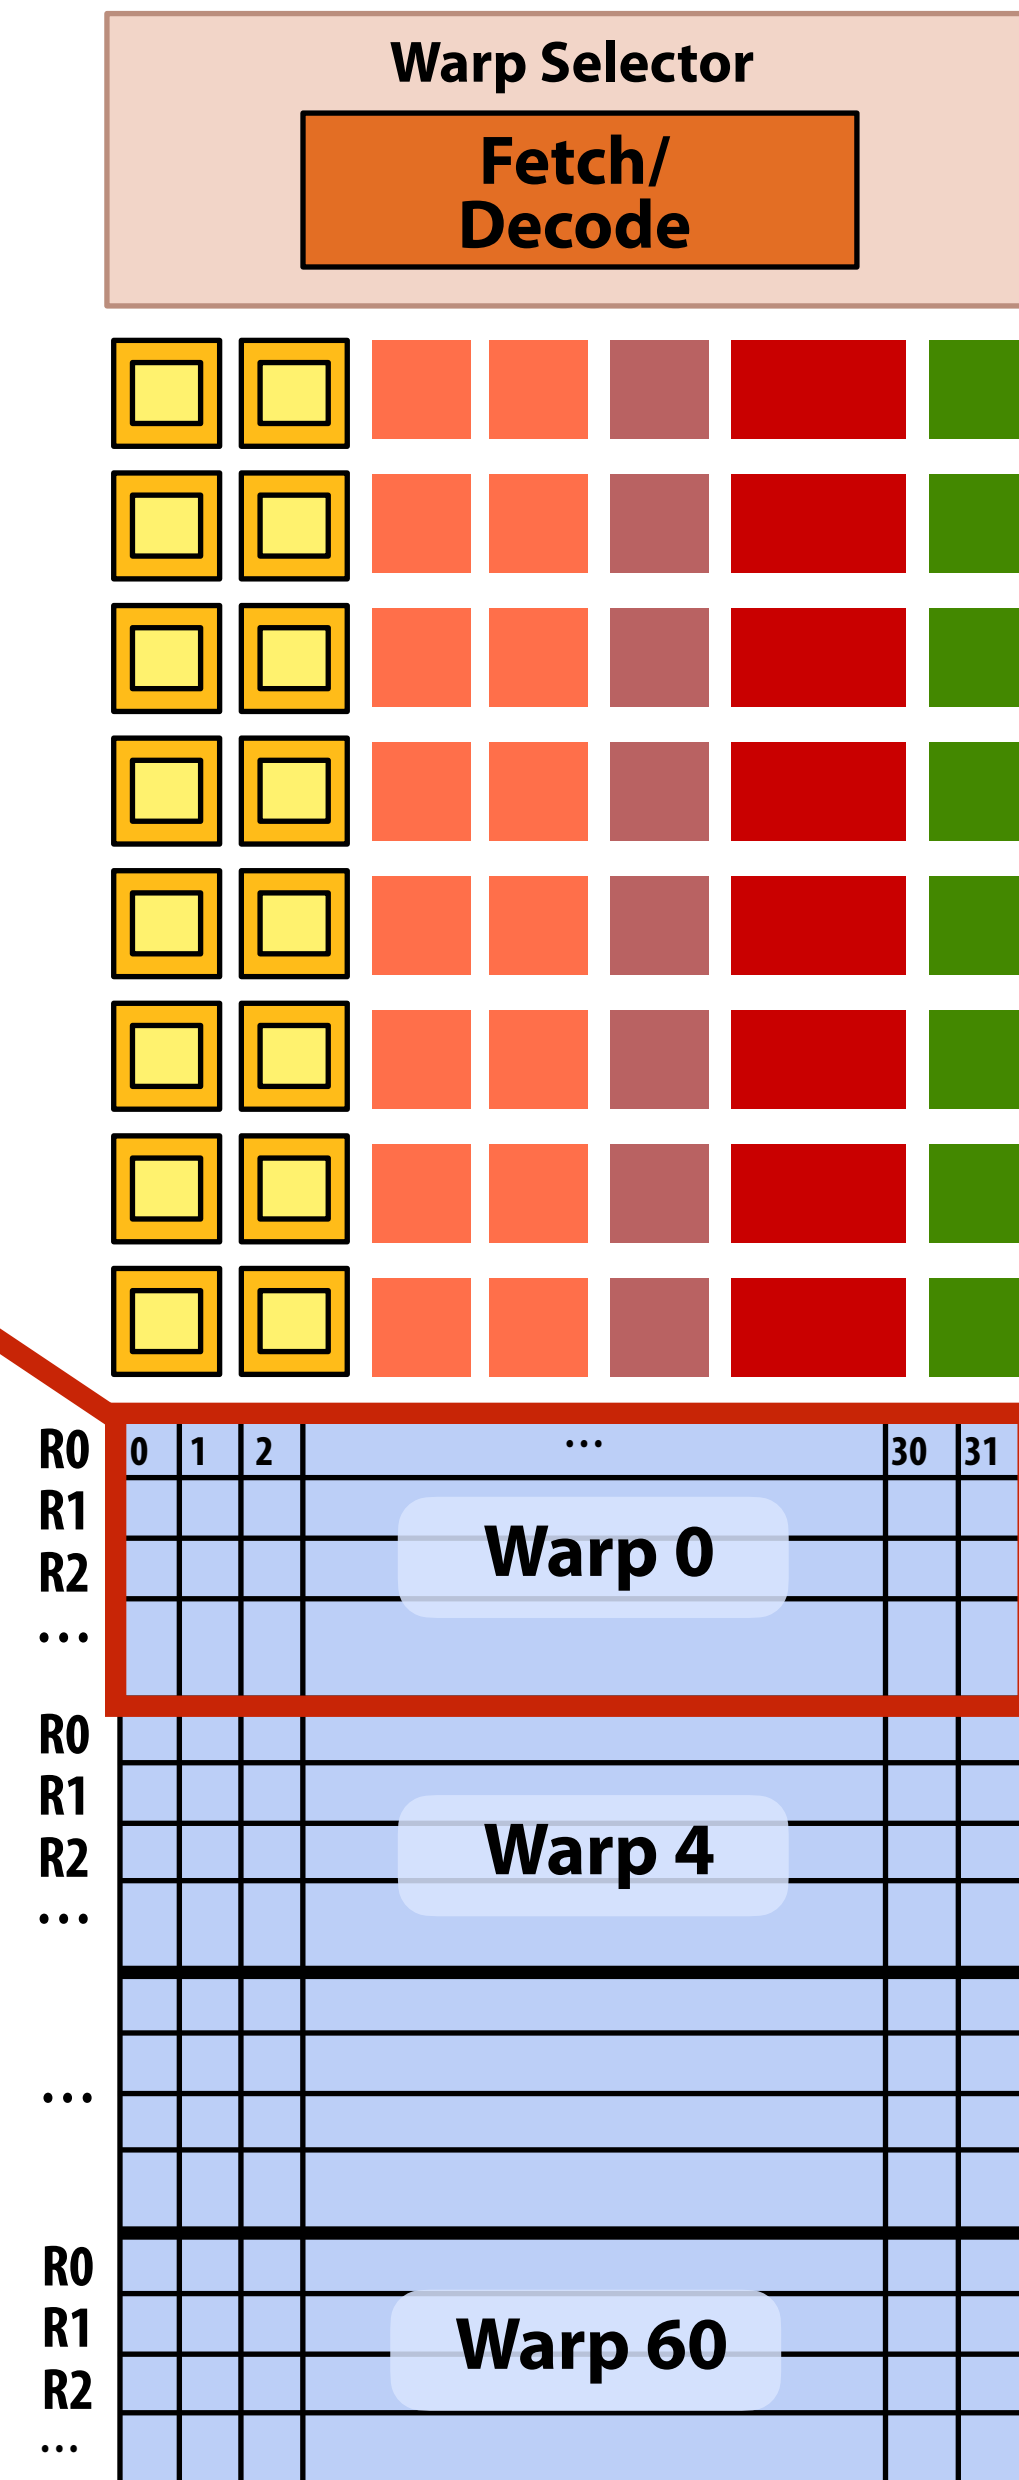 Warp Selector
Fetch/
Decode
R0 0 1 2 ... 30 31
R1
Warp 0
R2
...
R0
R1
Warp 4
R2
...
...
R0
R1
Warp 60
R2
...